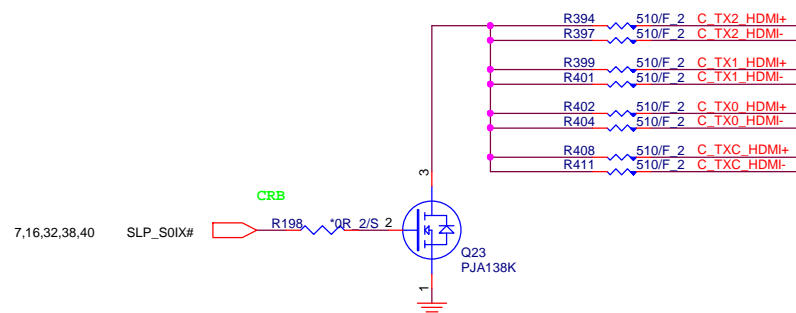 R394 510/F_2 C_TX2_HDMI+
R397 510/F_2 C_TX2_HDMI-
R399 510/F_2 C_TX1_HDMI+
R401 510/F_2 C_TX1_HDMI-
R402 510/F_2 C_TX0_HDMI+
R404 510/F_2 C_TX0_HDMI-
R408 510/F_2 C_TXC_HDMI+
R411 510/F_2 C_TXC_HDMI-
3
CRB
7,16,32,38,40 SLP_S0IX# R198 *0R_2/S 2
Q23
PJA138K
1